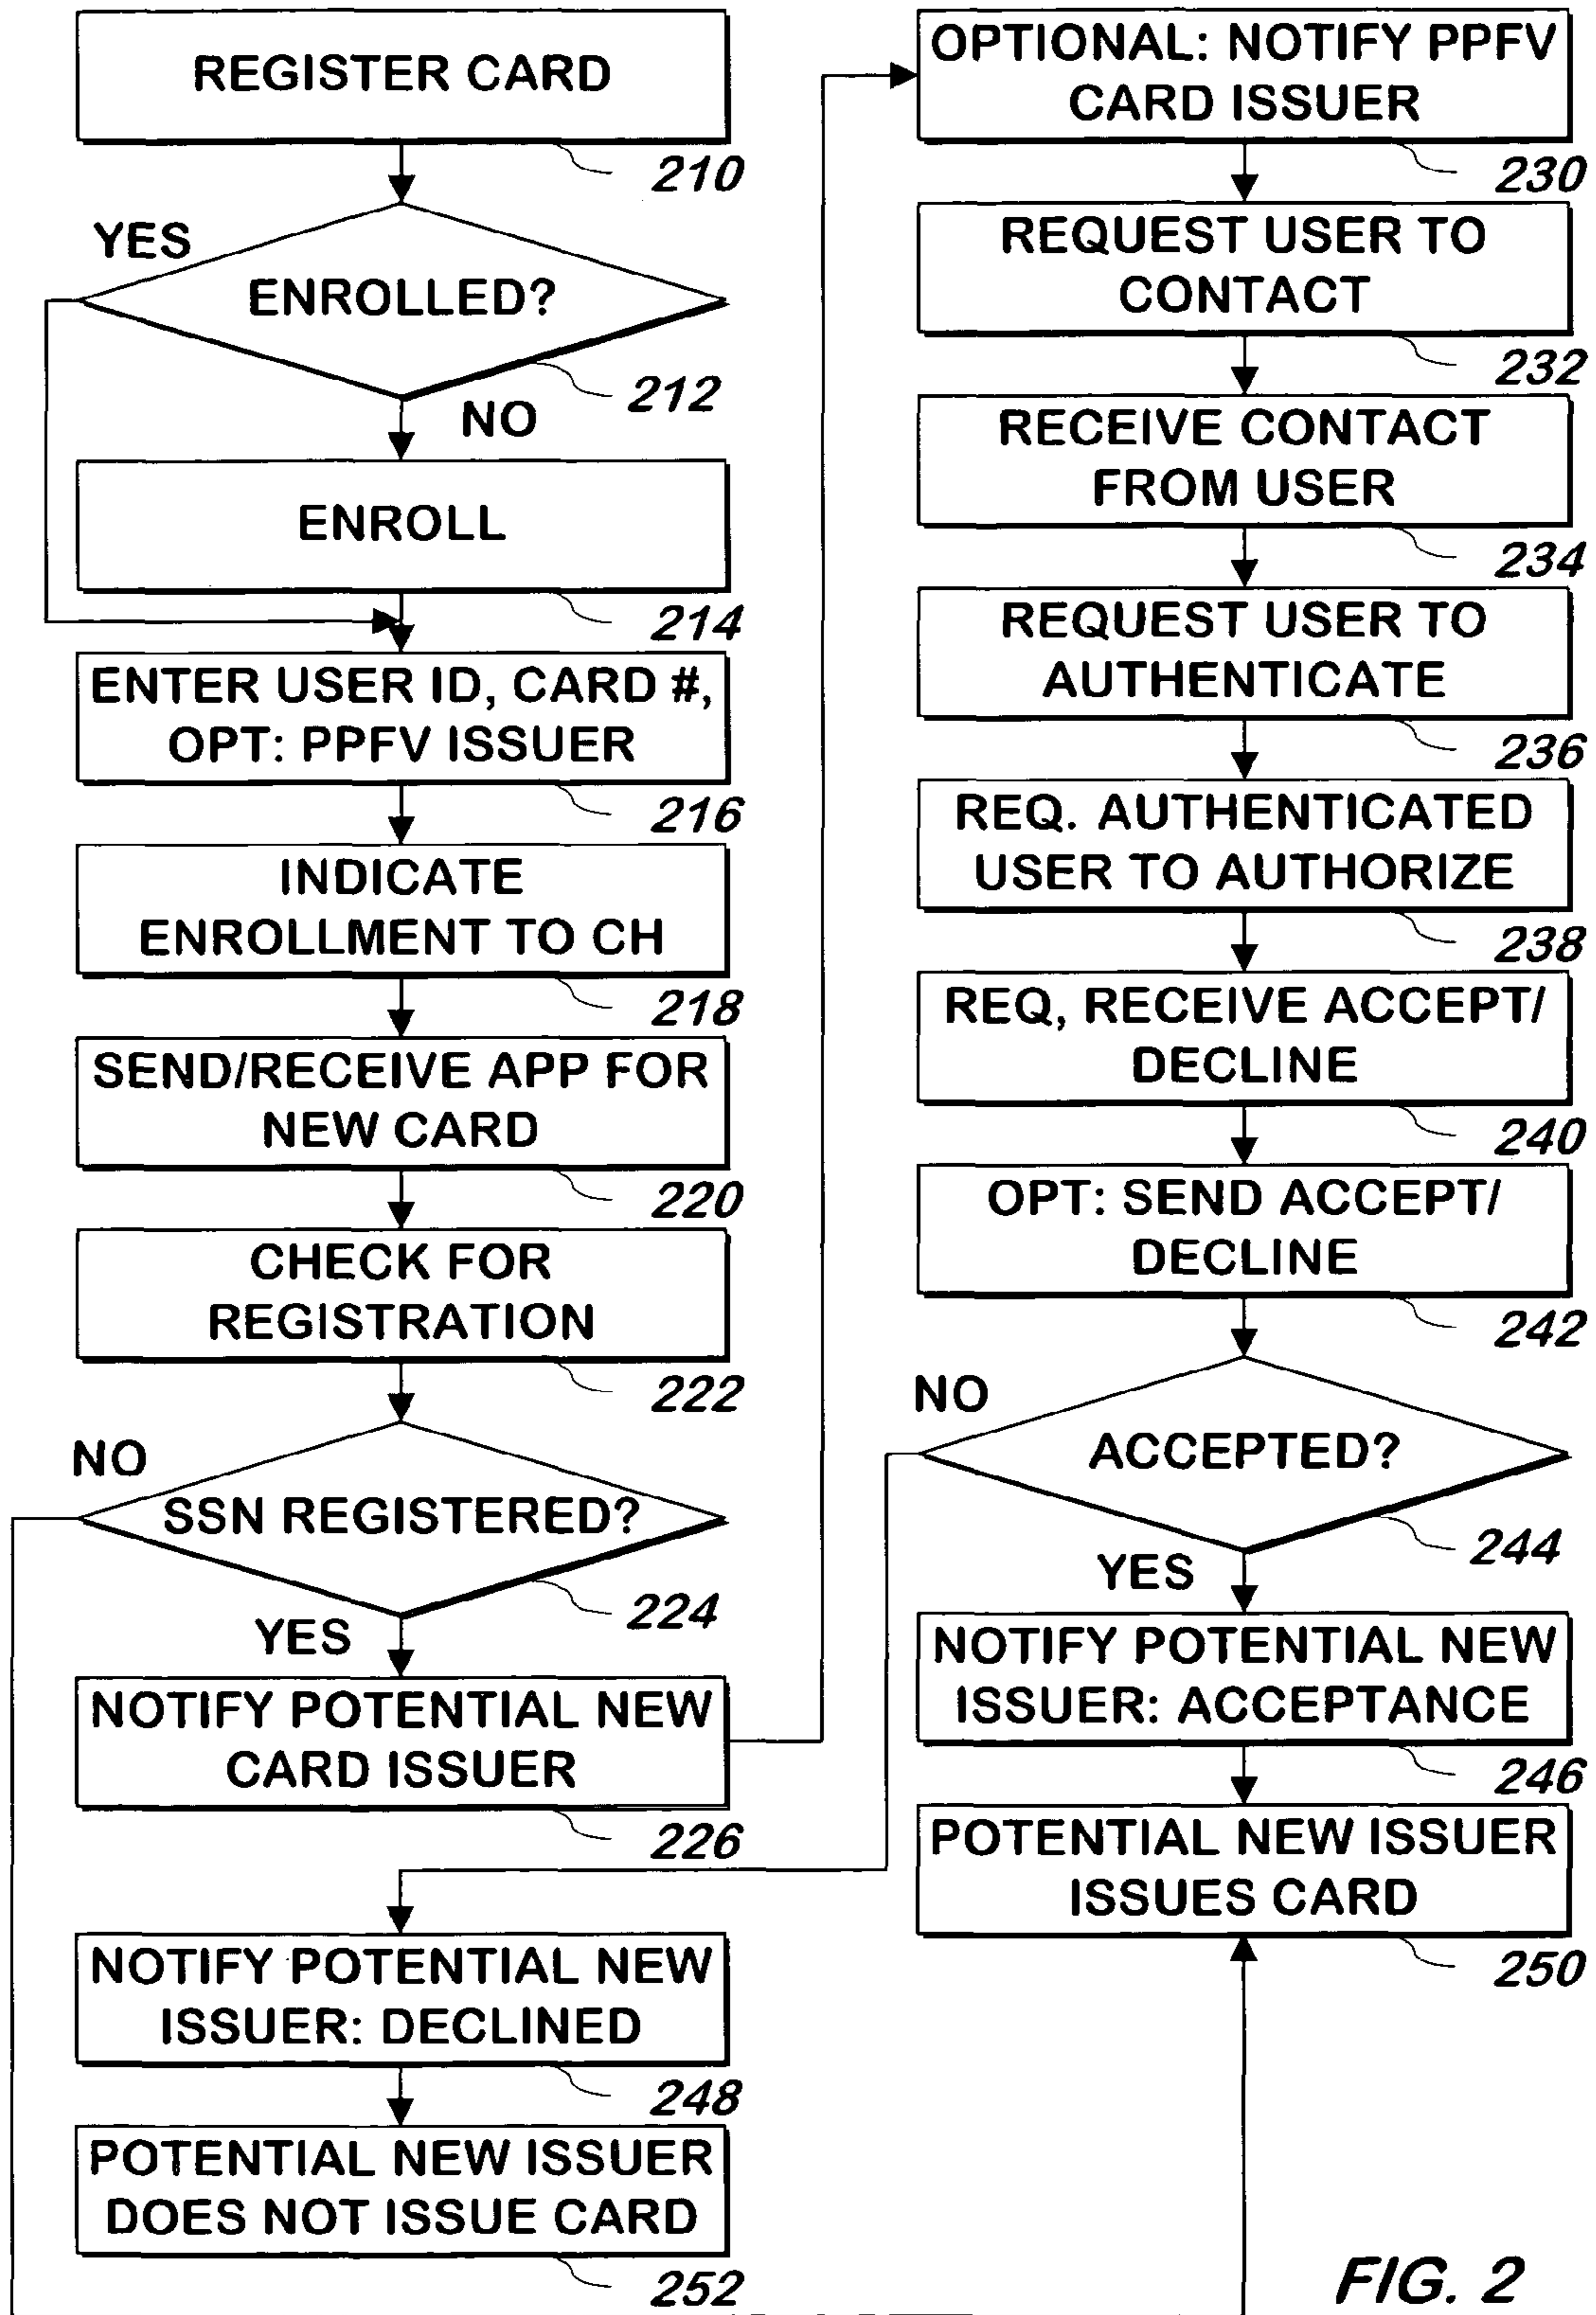 REGISTER CARD
210
YES
ENROLLED?
212
NO
ENROLL
214
ENTER USER ID, CARD #,
OPT: PPFV ISSUER
216
INDICATE
ENROLLMENT TO CH
218
SEND/RECEIVE APP FOR
NEW CARD
220
CHECK FOR
REGISTRATION
222
NO
SSN REGISTERED?
224
YES
NOTIFY POTENTIAL NEW
CARD ISSUER
226
NOTIFY POTENTIAL NEW
ISSUER: DECLINED
248
POTENTIAL NEW ISSUER
DOES NOT ISSUE CARD
252
OPTIONAL: NOTIFY PPFV
CARD ISSUER
230
REQUEST USER TO
CONTACT
232
RECEIVE CONTACT
FROM USER
234
REQUEST USER TO
AUTHENTICATE
236
REQ. AUTHENTICATED
USER TO AUTHORIZE
238
REQ, RECEIVE ACCEPT/
DECLINE
240
OPT: SEND ACCEPT/
DECLINE
242
NO
ACCEPTED?
244
YES
NOTIFY POTENTIAL NEW
ISSUER: ACCEPTANCE
246
POTENTIAL NEW ISSUER
ISSUES CARD
250
FIG. 2